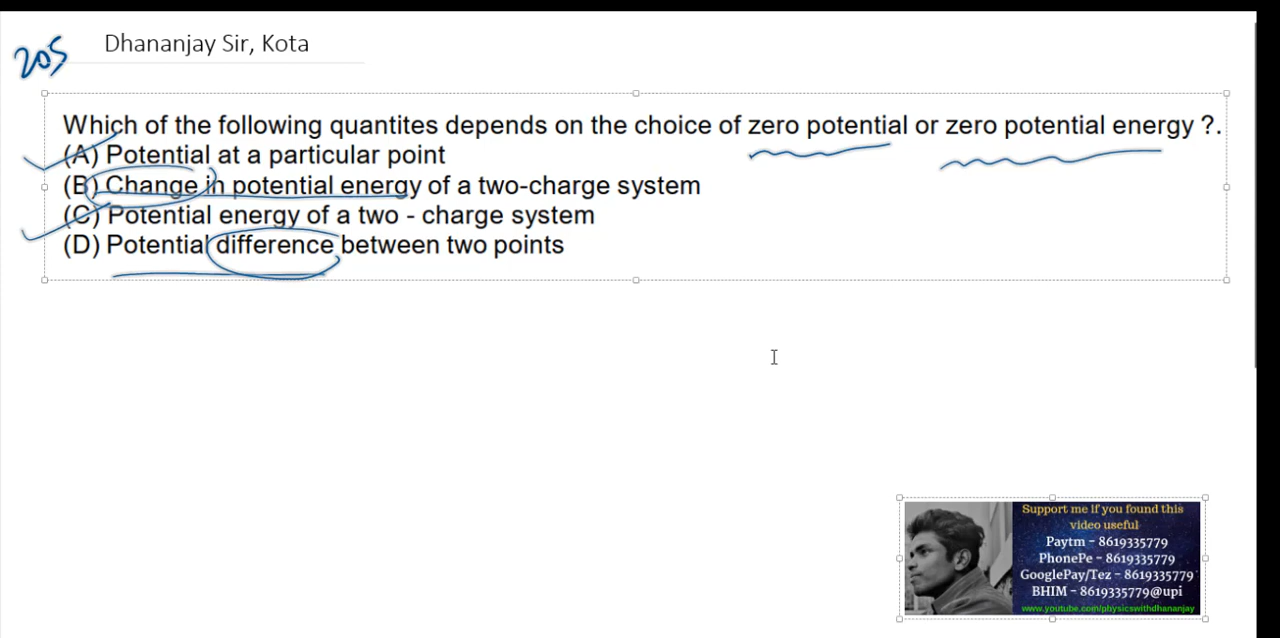 205
Dhananjay Sir, Kota
Which of the following quantites depends on the choice of zero potential or zero potential energy ?.
(A) Potential at a particular point
(B) Change in potential energy of a two-charge system
(C) Potential energy of a two - charge system
(D) Potential difference between two points
Support me if you found this
video useful
Paytm - 8619335779
PhonePe - 8619335779
GooglePay/Tez - 8619335779
BHIM - 8619335779@upi
www.youtube.com/physicswithdhananjay